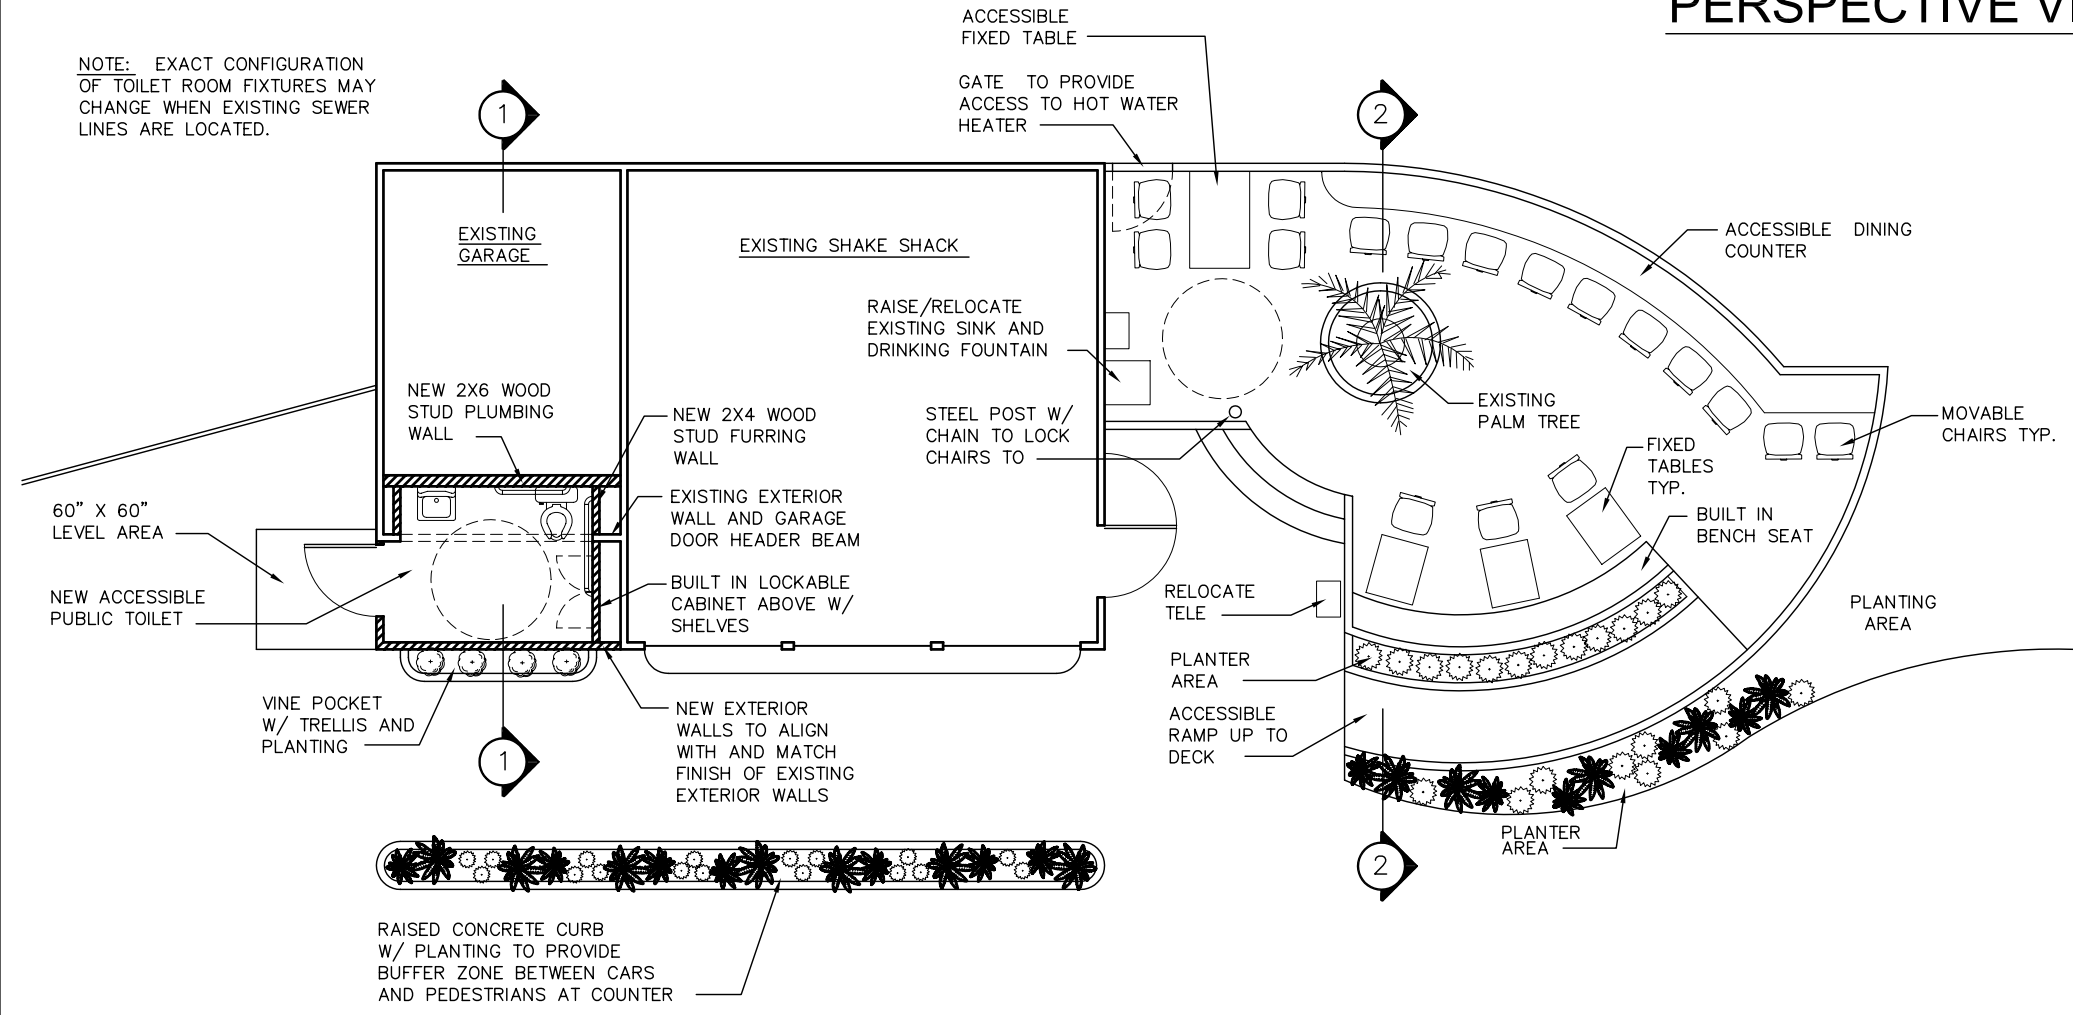 PERSPECTIVE
NOTE: EXACT CONFIGURATION
OF TOILET ROOM FIXTURES MAY
CHANGE WHEN EXISTING SEWER
LINES ARE LOCATED.
1
ACCESSIBLE
FIXED TABLE
GATE TO PROVIDE
ACCESS TO HOT WATER
HEATER
2
EXISTING
GARAGE
EXISTING SHAKE SHACK
ACCESSIBLE DINING
COUNTER
RAISE/RELOCATE
EXISTING SINK AND
DRINKING FOUNTAIN
NEW 2X6 WOOD
STUD PLUMBING
WALL
NEW 2X4 WOOD
STUD FURRING
WALL
STEEL POST W/
CHAIN TO LOCK
CHAIRS TO
EXISTING
PALM TREE
MOVABLE
CHAIRS TYP.
FIXED
TABLES
TYP.
60" X 60"
LEVEL AREA
EXISTING EXTERIOR
WALL AND GARAGE
DOOR HEADER BEAM
BUILT IN
BENCH SEAT
NEW ACCESSIBLE
PUBLIC TOILET
BUILT IN LOCKABLE
CABINET ABOVE W/
SHELVES
RELOCATE
TELE
PLANTING
AREA
PLANTER
AREA
VINE POCKET
W/ TRELLIS AND
PLANTING
NEW EXTERIOR
WALLS TO ALIGN
WITH AND MATCH
FINISH OF EXISTING
EXTERIOR WALLS
ACCESSIBLE
RAMP UP TO
DECK
1
PLANTER
AREA
2
RAISED CONCRETE CURB
W/ PLANTING TO PROVIDE
BUFFER ZONE BETWEEN CARS
AND PEDESTRIANS AT COUNTER